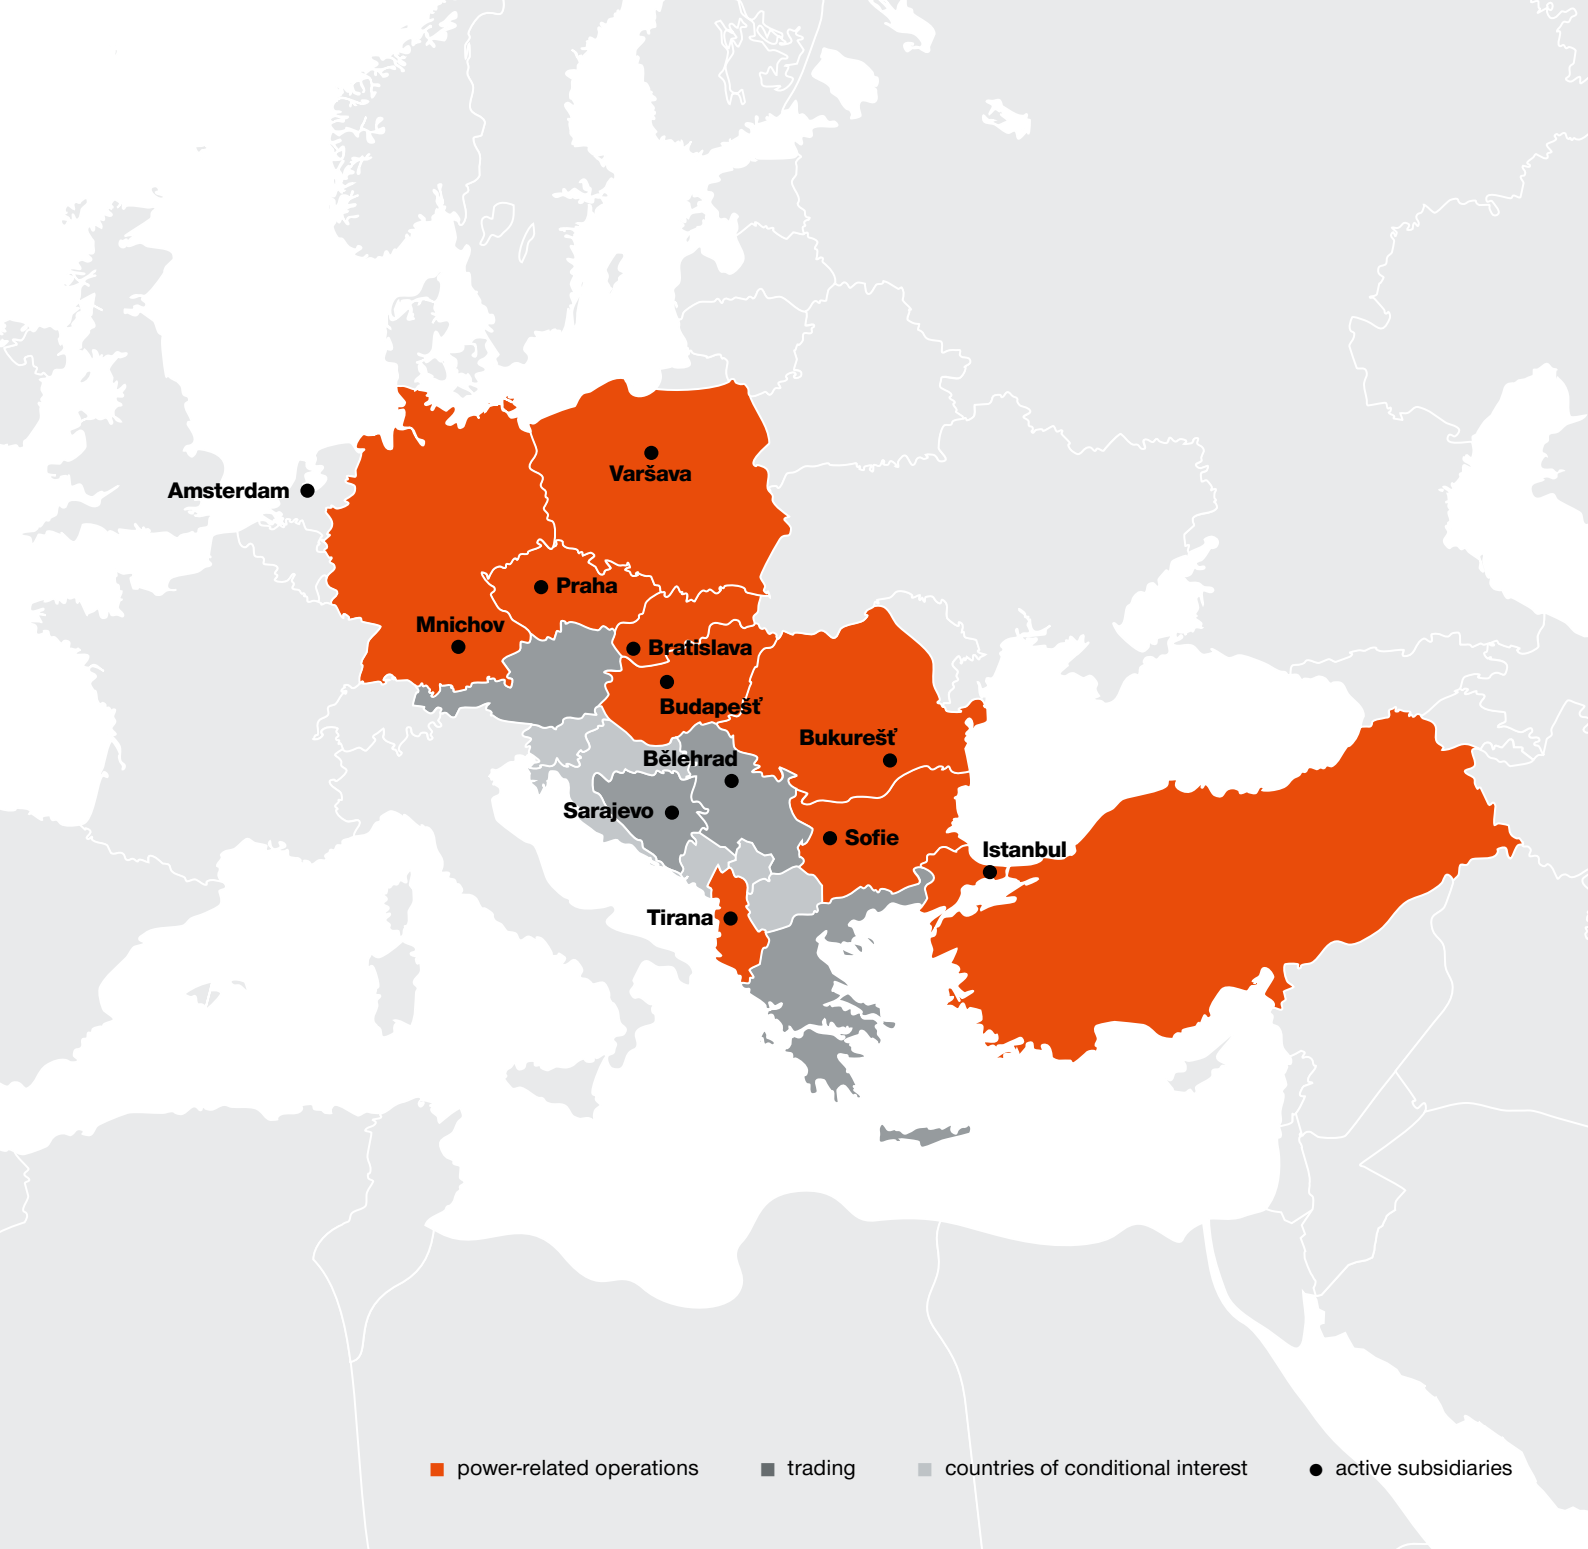 Varšava
Amsterdam
Praha
Mnichov
Bratislava
Budapešť
Bukurešť
Bělehrad
Sarajevo
Sofie
Istanbul
Tirana
power-related operations
trading
countries of conditional interest
active subsidiaries